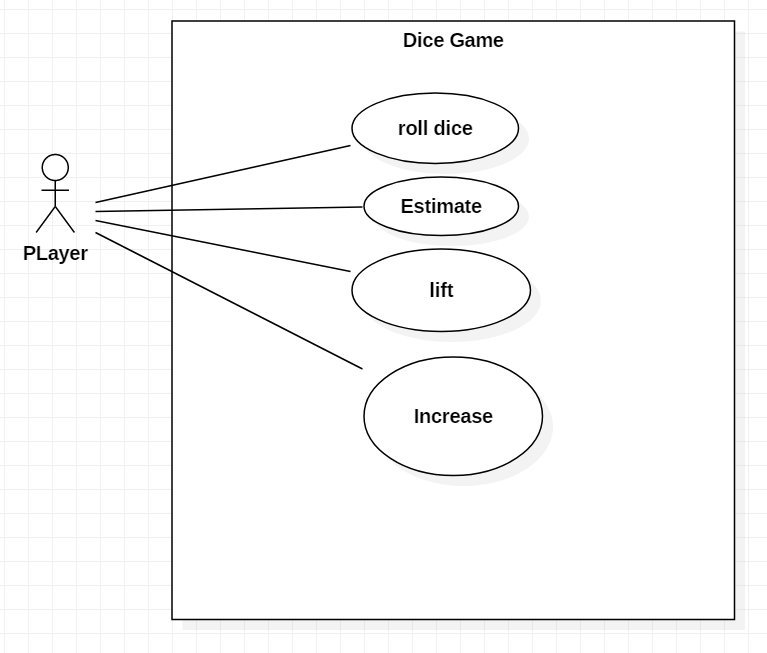 Dice Game
roll dice
Estimate
PLayer
lift
Increase